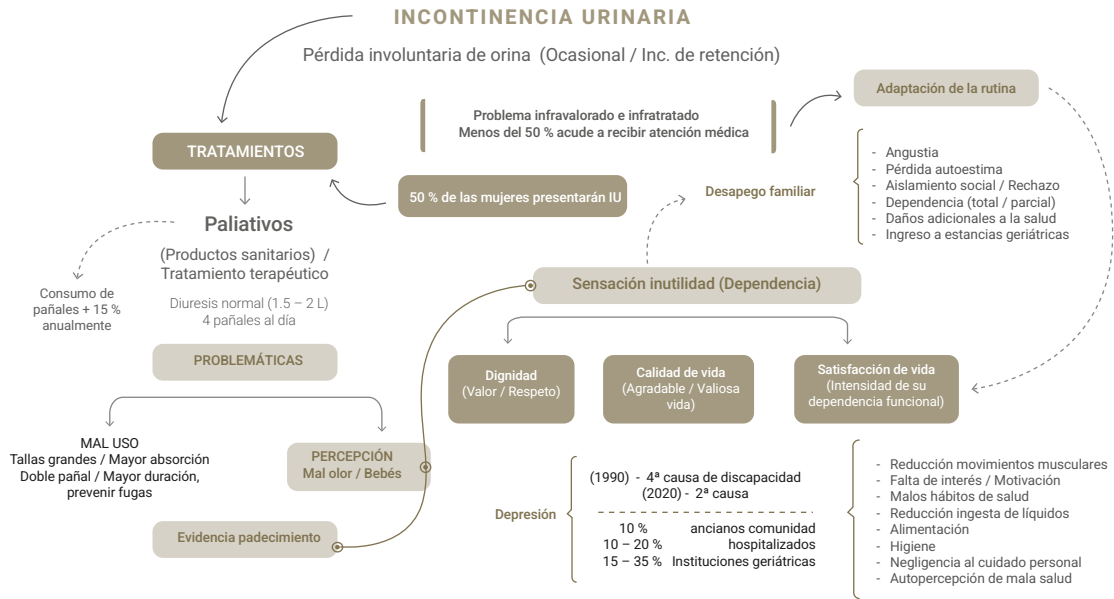 INCONTINENCIA URINARIA
Pérdida involuntaria de orina (Ocasional / Inc. de retención)
Problema infravalorado e infratratado
Menos del 50 % acude a recibir atención médica
Adaptación de la rutina
TRATAMIENTOS
50 % de las mujeres presentarán IU
Desapego familiar
- Angustia
- Pérdida autoestima
- Aislamiento social / Rechazo
- Dependencia (total / parcial)
- Daños adicionales a la salud
- Ingreso a estancias geriátricas
Paliativos
(Productos sanitarios) /
Tratamiento terapéutico
Diuresis normal (1.5 – 2 L)
4 pañales al día
Consumo de
pañales + 15 %
anualmente
Sensación inutilidad (Dependencia)
PROBLEMÁTICAS
Dignidad
(Valor / Respeto)
Calidad de vida
(Agradable / Valiosa
vida)
Satisfacción de vida
(Intensidad de su
dependencia funcional)
MAL USO
Tallas grandes / Mayor absorción
Doble pañal / Mayor duración,
prevenir fugas
PERCEPCIÓN
Mal olor / Bebés
Evidencia padecimiento
Depresión
(1990) - 4ª causa de discapacidad
(2020) - 2ª causa
10 % ancianos comunidad
10 – 20 % hospitalizados
15 – 35 % Instituciones geriátricas
- Reducción movimientos musculares
- Falta de interés / Motivación
- Malos hábitos de salud
- Reducción ingesta de líquidos
- Alimentación
- Higiene
- Negligencia al cuidado personal
- Autopercepción de mala salud